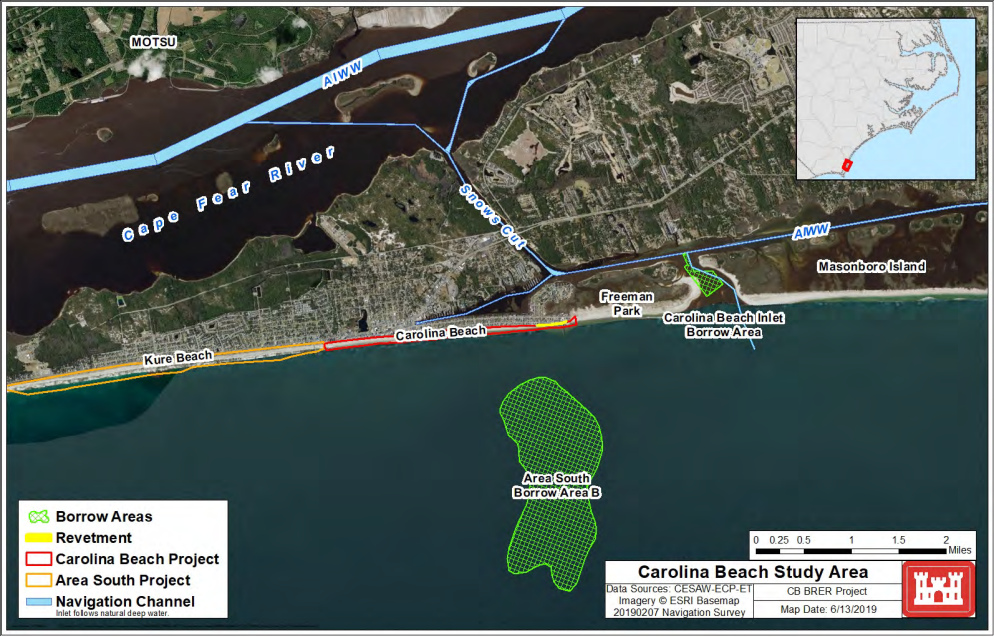 MOTSU
AIWW
Cape Fear River
Snows Cut
AIWW
Masonboro Island
Freeman
Park
Carolina Beach Inlet
Borrow Area
Carolina Beach
Kure Beach
Area South
Borrow Area B
Borrow Areas
Revetment
Carolina Beach Project
Area South Project
Navigation Channel
Inlet follows natural deep water.
0 0.25 0.5 1 1.5 2
Miles
Carolina Beach Study Area
Data Sources: CESAW-ECP-ET
Imagery © ESRI Basemap
20190207 Navigation Survey
CB BRER Project
Map Date: 6/13/2019